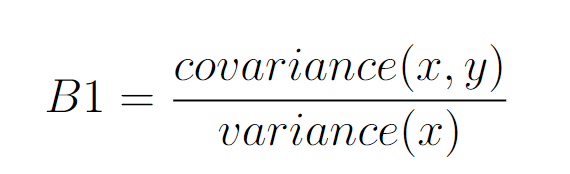 B1 = covariance(x, y) / variance(x)